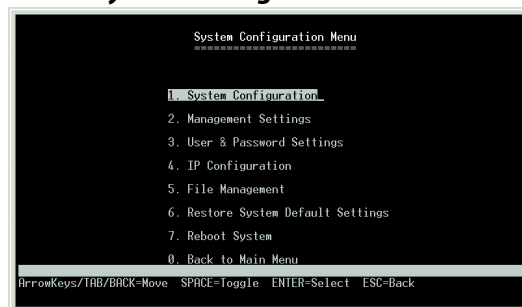 System Configuration Menu
=========================
1. System Configuration_
2. Management Settings
3. User & Password Settings
4. IP Configuration
5. File Management
6. Restore System Default Settings
7. Reboot System
0. Back to Main Menu
ArrowKeys/TAB/BACK=Move SPACE=Toggle ENTER=Select ESC=Back